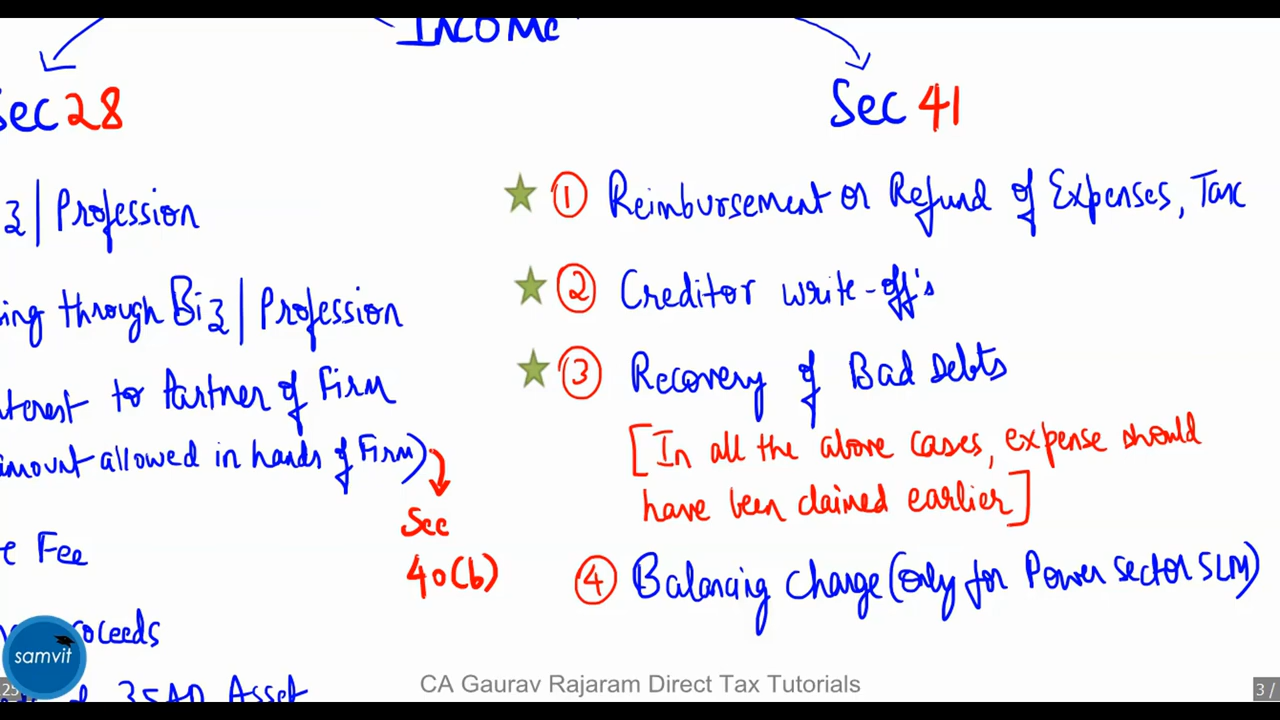 INCOME
Sec 28
| Profession
through Biz | Profession
to Partner of Firm
amount allowed in hands of Firm)
Sec
40(b)
Fee
35AD Asset
Sec 41
① Reimbursement or Refund of Expenses, Tax
② Creditor write-off's
③ Recovery of Bad Debts
[In all the above cases, expense should
have been claimed earlier]
④ Balancing Charge (only for Power sector SLM)
samvit
CA Gaurav Rajaram Direct Tax Tutorials
3 /